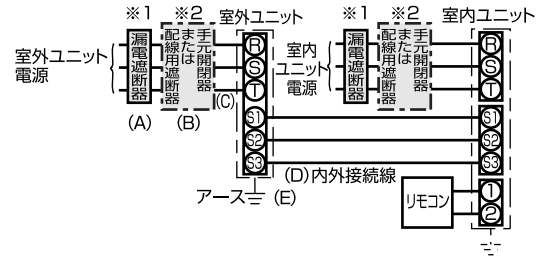 ※1
※2
室外ユニット
※1
※2
室内ユニット
室外ユニット
電源
漏電遮断器
手元開閉器
または
配線用遮断器
R
S
T
S1
S2
S3
(A)
(B)
(C)
室内
ユニット
電源
漏電遮断器
手元開閉器
または
配線用遮断器
R
S
T
S1
S2
S3
(D)内外接続線
アース
(E)
リモコン
1
2